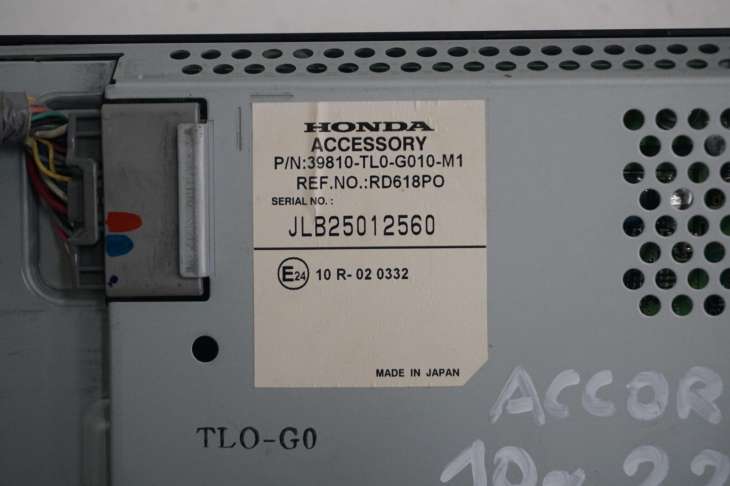 HONDA
ACCESSORY
P/N:39810-TL0-G010-M1
REF.NO.:RD618PO
SERIAL NO. :
JLB25012560
E24 10 R- 02 0332
MADE IN JAPAN
TLO-G0
ACCOR